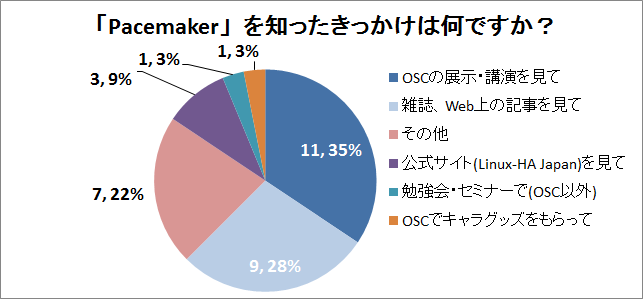 「Pacemaker」を知ったきっかけは何ですか？
1, 3%
1, 3%
3, 9%
11, 35%
7, 22%
9, 28%
OSCの展示・講演を見て
雑誌、Web上の記事を見て
その他
公式サイト(Linux-HA Japan)を見て
勉強会・セミナーで(OSC以外)
OSCでキャラグッズをもらって